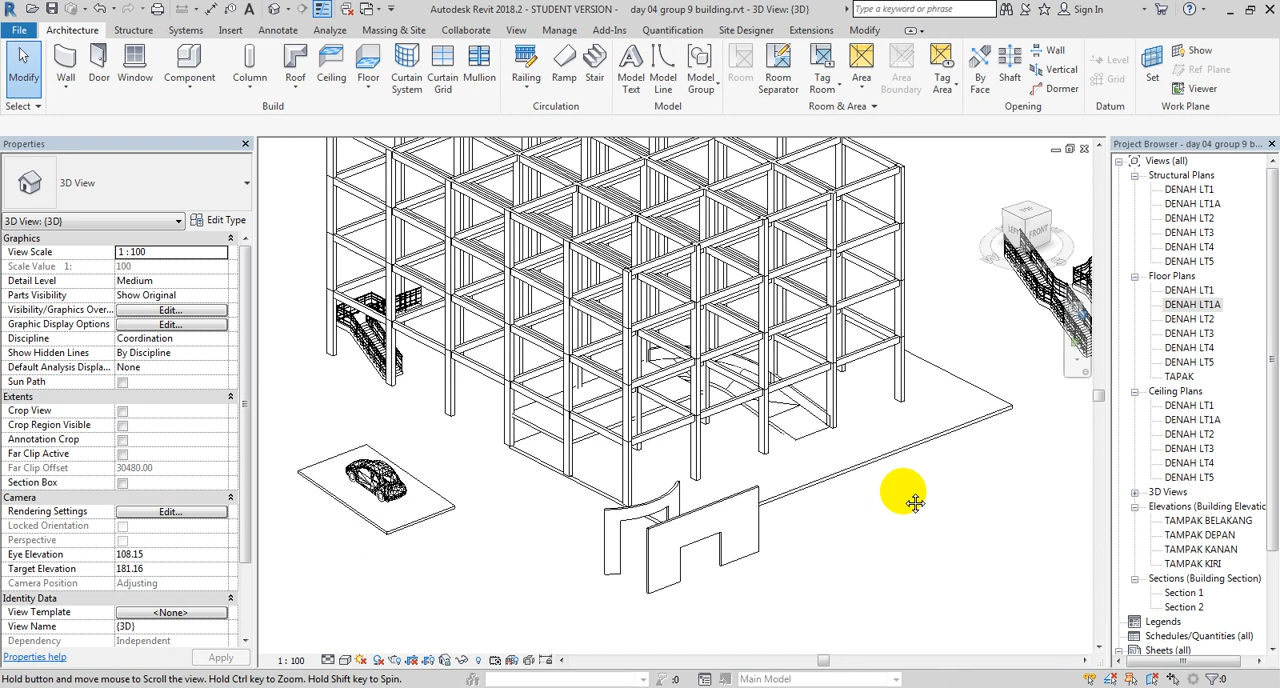 Autodesk Revit 2018.2 - STUDENT VERSION - day 04 group 9 building.rvt - 3D View: {3D}
Type a keyword or phrase
Sign In
File Architecture Structure Systems Insert Annotate Analyze Massing & Site Collaborate View Manage Add-Ins Quantification Site Designer Extensions Modify
Modify Wall Door Window Component Column Roof Ceiling Floor Curtain System Curtain Grid Mullion Railing Ramp Stair Model Text Model Line Model Group Room Room Separator Tag Room Area Area Boundary Tag Area By Face Shaft Wall Vertical Dormer Level Grid Set Show Ref Plane Viewer
Select Build Circulation Model Room & Area Opening Datum Work Plane
Properties
3D View
3D View: {3D} Edit Type
Graphics
View Scale 1 : 100
Scale Value 1: 100
Detail Level Medium
Parts Visibility Show Original
Visibility/Graphics Over... Edit...
Graphic Display Options Edit...
Discipline Coordination
Show Hidden Lines By Discipline
Default Analysis Displa... None
Sun Path
Extents
Crop View
Crop Region Visible
Annotation Crop
Far Clip Active
Far Clip Offset 30480.00
Section Box
Camera
Rendering Settings Edit...
Locked Orientation
Perspective
Eye Elevation 108.15
Target Elevation 181.16
Camera Position Adjusting
Identity Data
View Template <None>
View Name {3D}
Dependency Independent
Properties help Apply
LEFT FRONT
1 : 100
Project Browser - day 04 group 9 b...
Views (all)
Structural Plans
DENAH LT1
DENAH LT1A
DENAH LT2
DENAH LT3
DENAH LT4
DENAH LT5
Floor Plans
DENAH LT1
DENAH LT1A
DENAH LT2
DENAH LT3
DENAH LT4
DENAH LT5
TAPAK
Ceiling Plans
DENAH LT1
DENAH LT1A
DENAH LT2
DENAH LT3
DENAH LT4
DENAH LT5
3D Views
Elevations (Building Elevatio
TAMPAK BELAKANG
TAMPAK DEPAN
TAMPAK KANAN
TAMPAK KIRI
Sections (Building Section)
Section 1
Section 2
Legends
Schedules/Quantities (all)
Sheets (all)
Hold button and move mouse to Scroll the view. Hold Ctrl key to Zoom. Hold Shift key to Spin.
:0
Main Model
:0